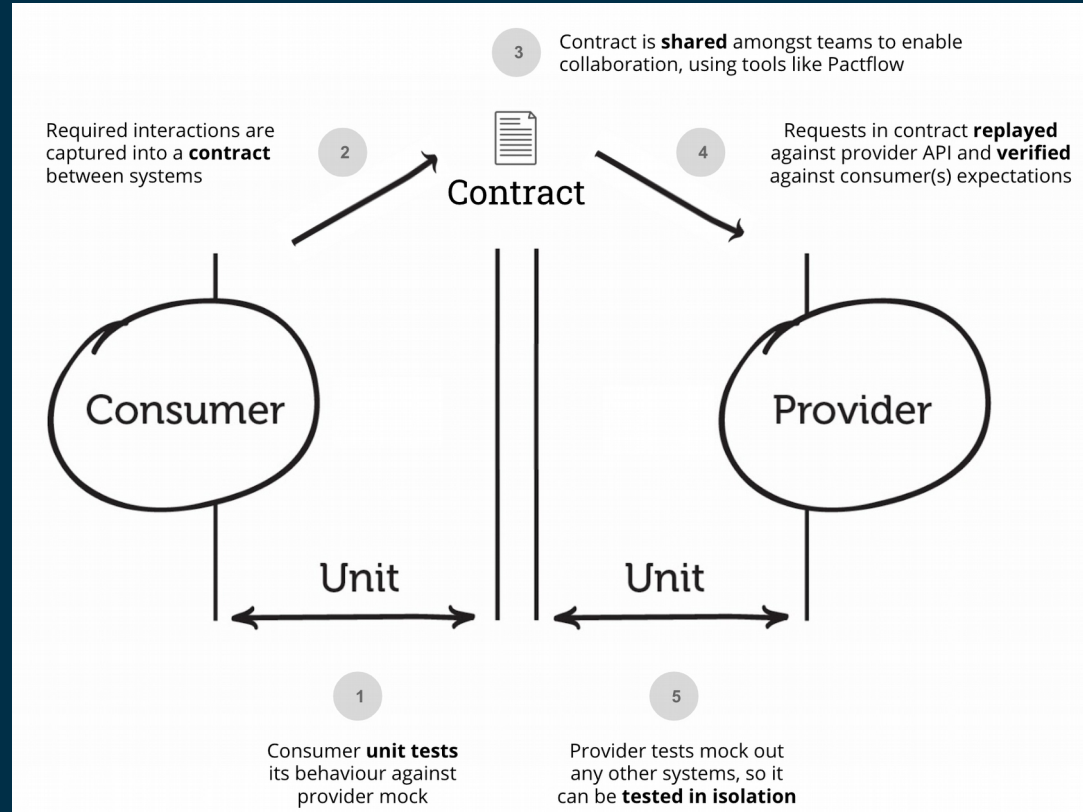 3
Contract is shared amongst teams to enable
collaboration, using tools like Pactflow
Required interactions are
captured into a contract
between systems
2
Contract
4
Requests in contract replayed
against provider API and verified
against consumer(s) expectations
Consumer
Provider
Unit
Unit
1
Consumer unit tests
its behaviour against
provider mock
5
Provider tests mock out
any other systems, so it
can be tested in isolation